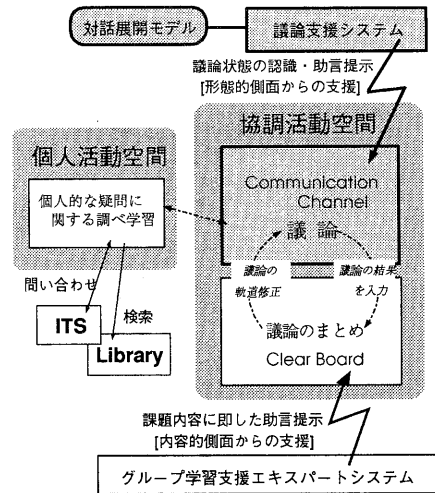 対話展開モデル
議論支援システム
議論状態の認識・助言提示
[形態的側面からの支援]
協調活動空間
個人活動空間
Communication
Channel
個人的な疑問に
関する調べ学習
議論
議論の
軌道修正
議論の結果
を入力
問い合わせ
検索
ITS
Library
議論のまとめ
Clear Board
課題内容に即した助言提示
[内容的側面からの支援]
グループ学習支援エキスパートシステム